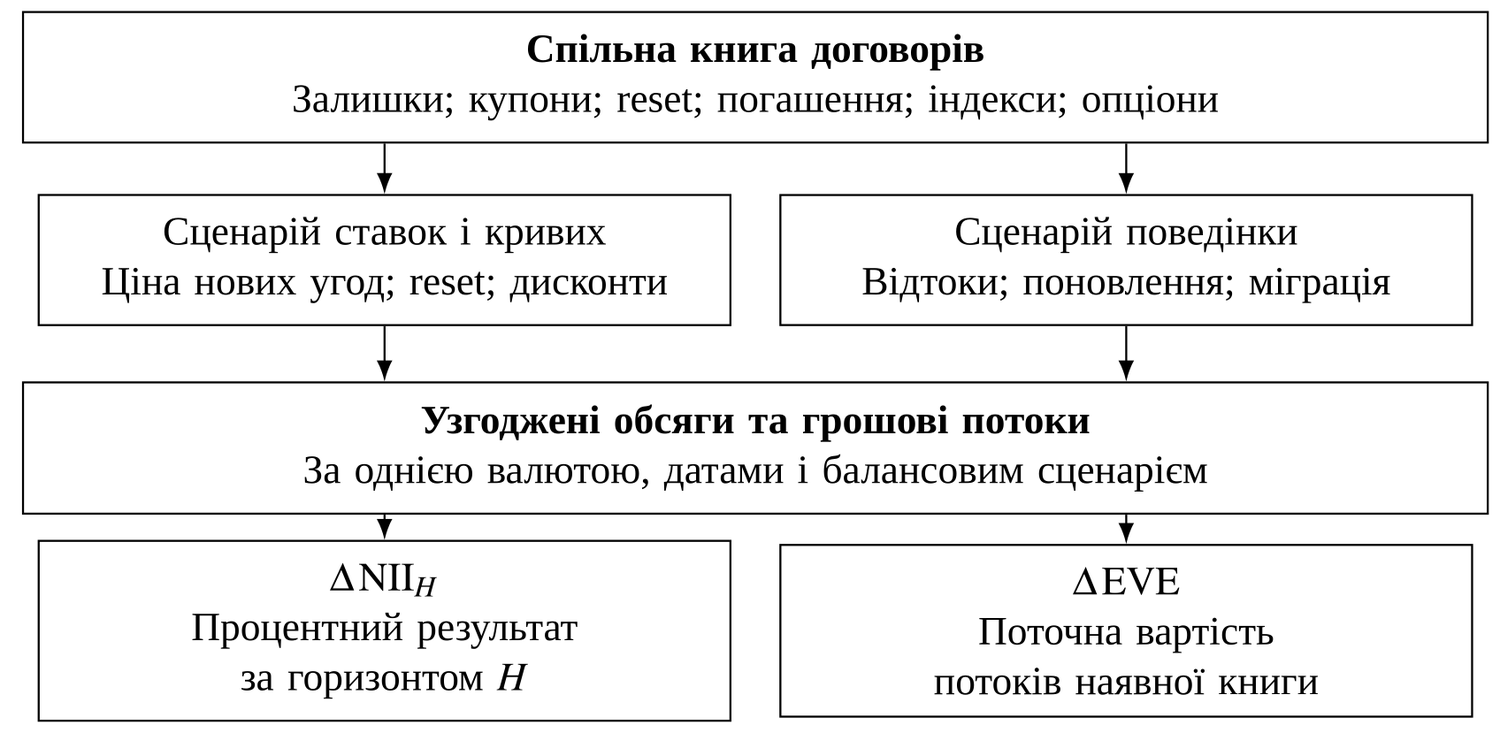 Спільна книга договорів
Залишки; купони; reset; погашення; індекси; опціони
Сценарій ставок і кривих
Ціна нових угод; reset; дисконти
Сценарій поведінки
Відтоки; поновлення; міграція
Узгоджені обсяги та грошові потоки
За однією валютою, датами і балансовим сценарієм
ΔNII_H
Процентний результат
за горизонтом H
ΔEVE
Поточна вартість
потоків наявної книги